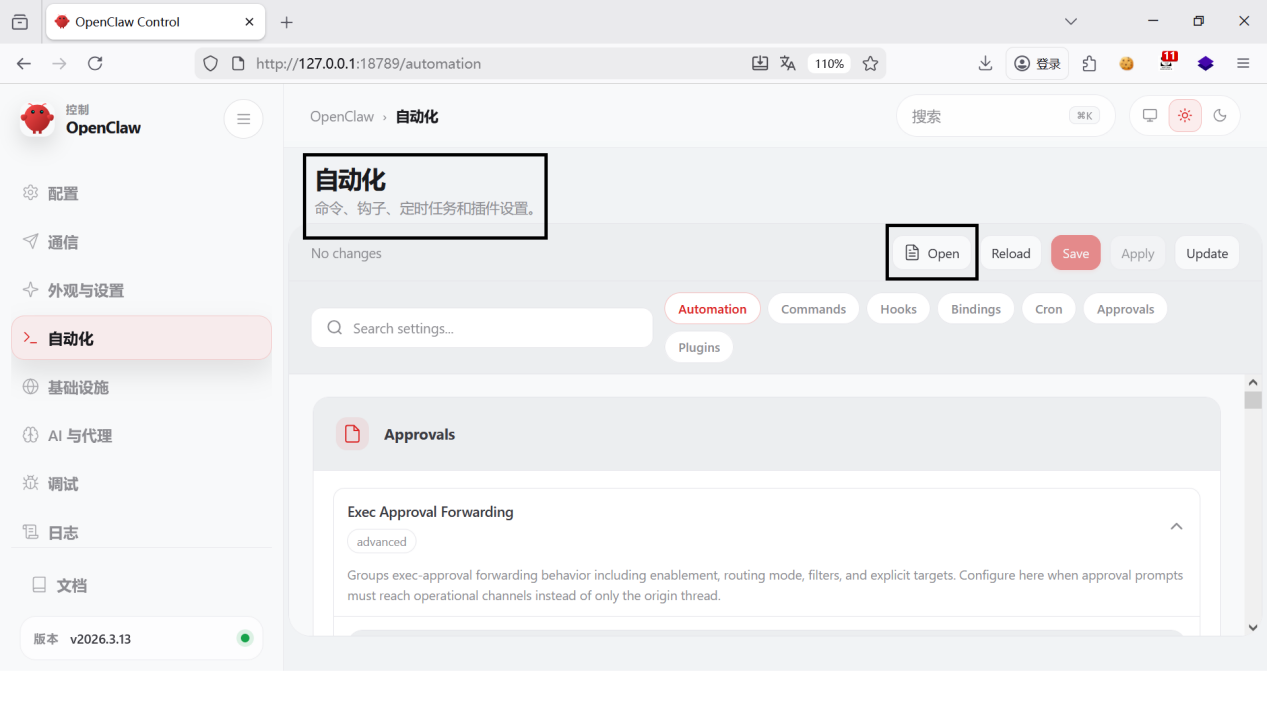 OpenClaw Control
http://127.0.0.1:18789/automation
110%
登录
11
控制
OpenClaw
OpenClaw › 自动化
搜索
⌘K
配置
通信
外观与设置
自动化
基础设施
AI 与代理
调试
日志
文档
版本 v2026.3.13
自动化
命令、钩子、定时任务和插件设置。
No changes
Open
Reload
Save
Apply
Update
Search settings...
Automation
Commands
Hooks
Bindings
Cron
Approvals
Plugins
Approvals
Exec Approval Forwarding
advanced
Groups exec-approval forwarding behavior including enablement, routing mode, filters, and explicit targets. Configure here when approval prompts
must reach operational channels instead of only the origin thread.